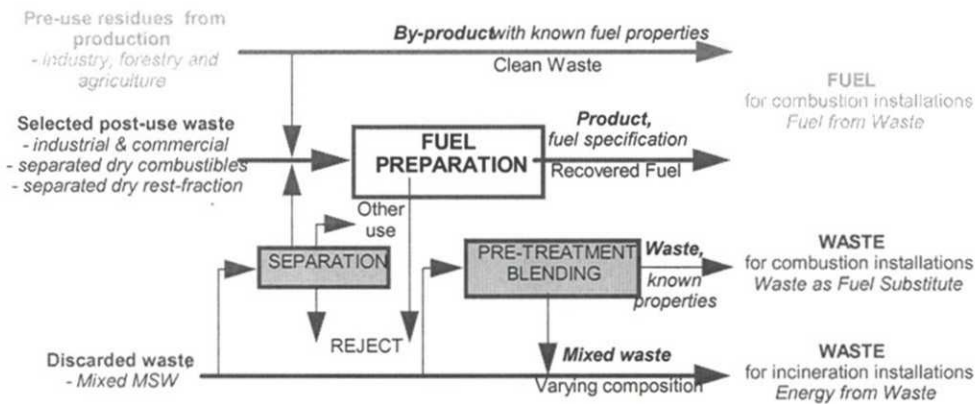 Pre-use residues from
production
- industry, forestry and
agriculture
By-product with known fuel properties
Clean Waste
FUEL
for combustion installations
Fuel from Waste
Selected post-use waste
- industrial & commercial
- separated dry combustibles
- separated dry rest-fraction
FUEL
PREPARATION
Product,
fuel specification
Recovered Fuel
Other
use
SEPARATION
PRE-TREATMENT
BLENDING
Waste,
known
properties
WASTE
for combustion installations
Waste as Fuel Substitute
REJECT
Discarded waste
- Mixed MSW
Mixed waste
Varying composition
WASTE
for incineration installations
Energy from Waste